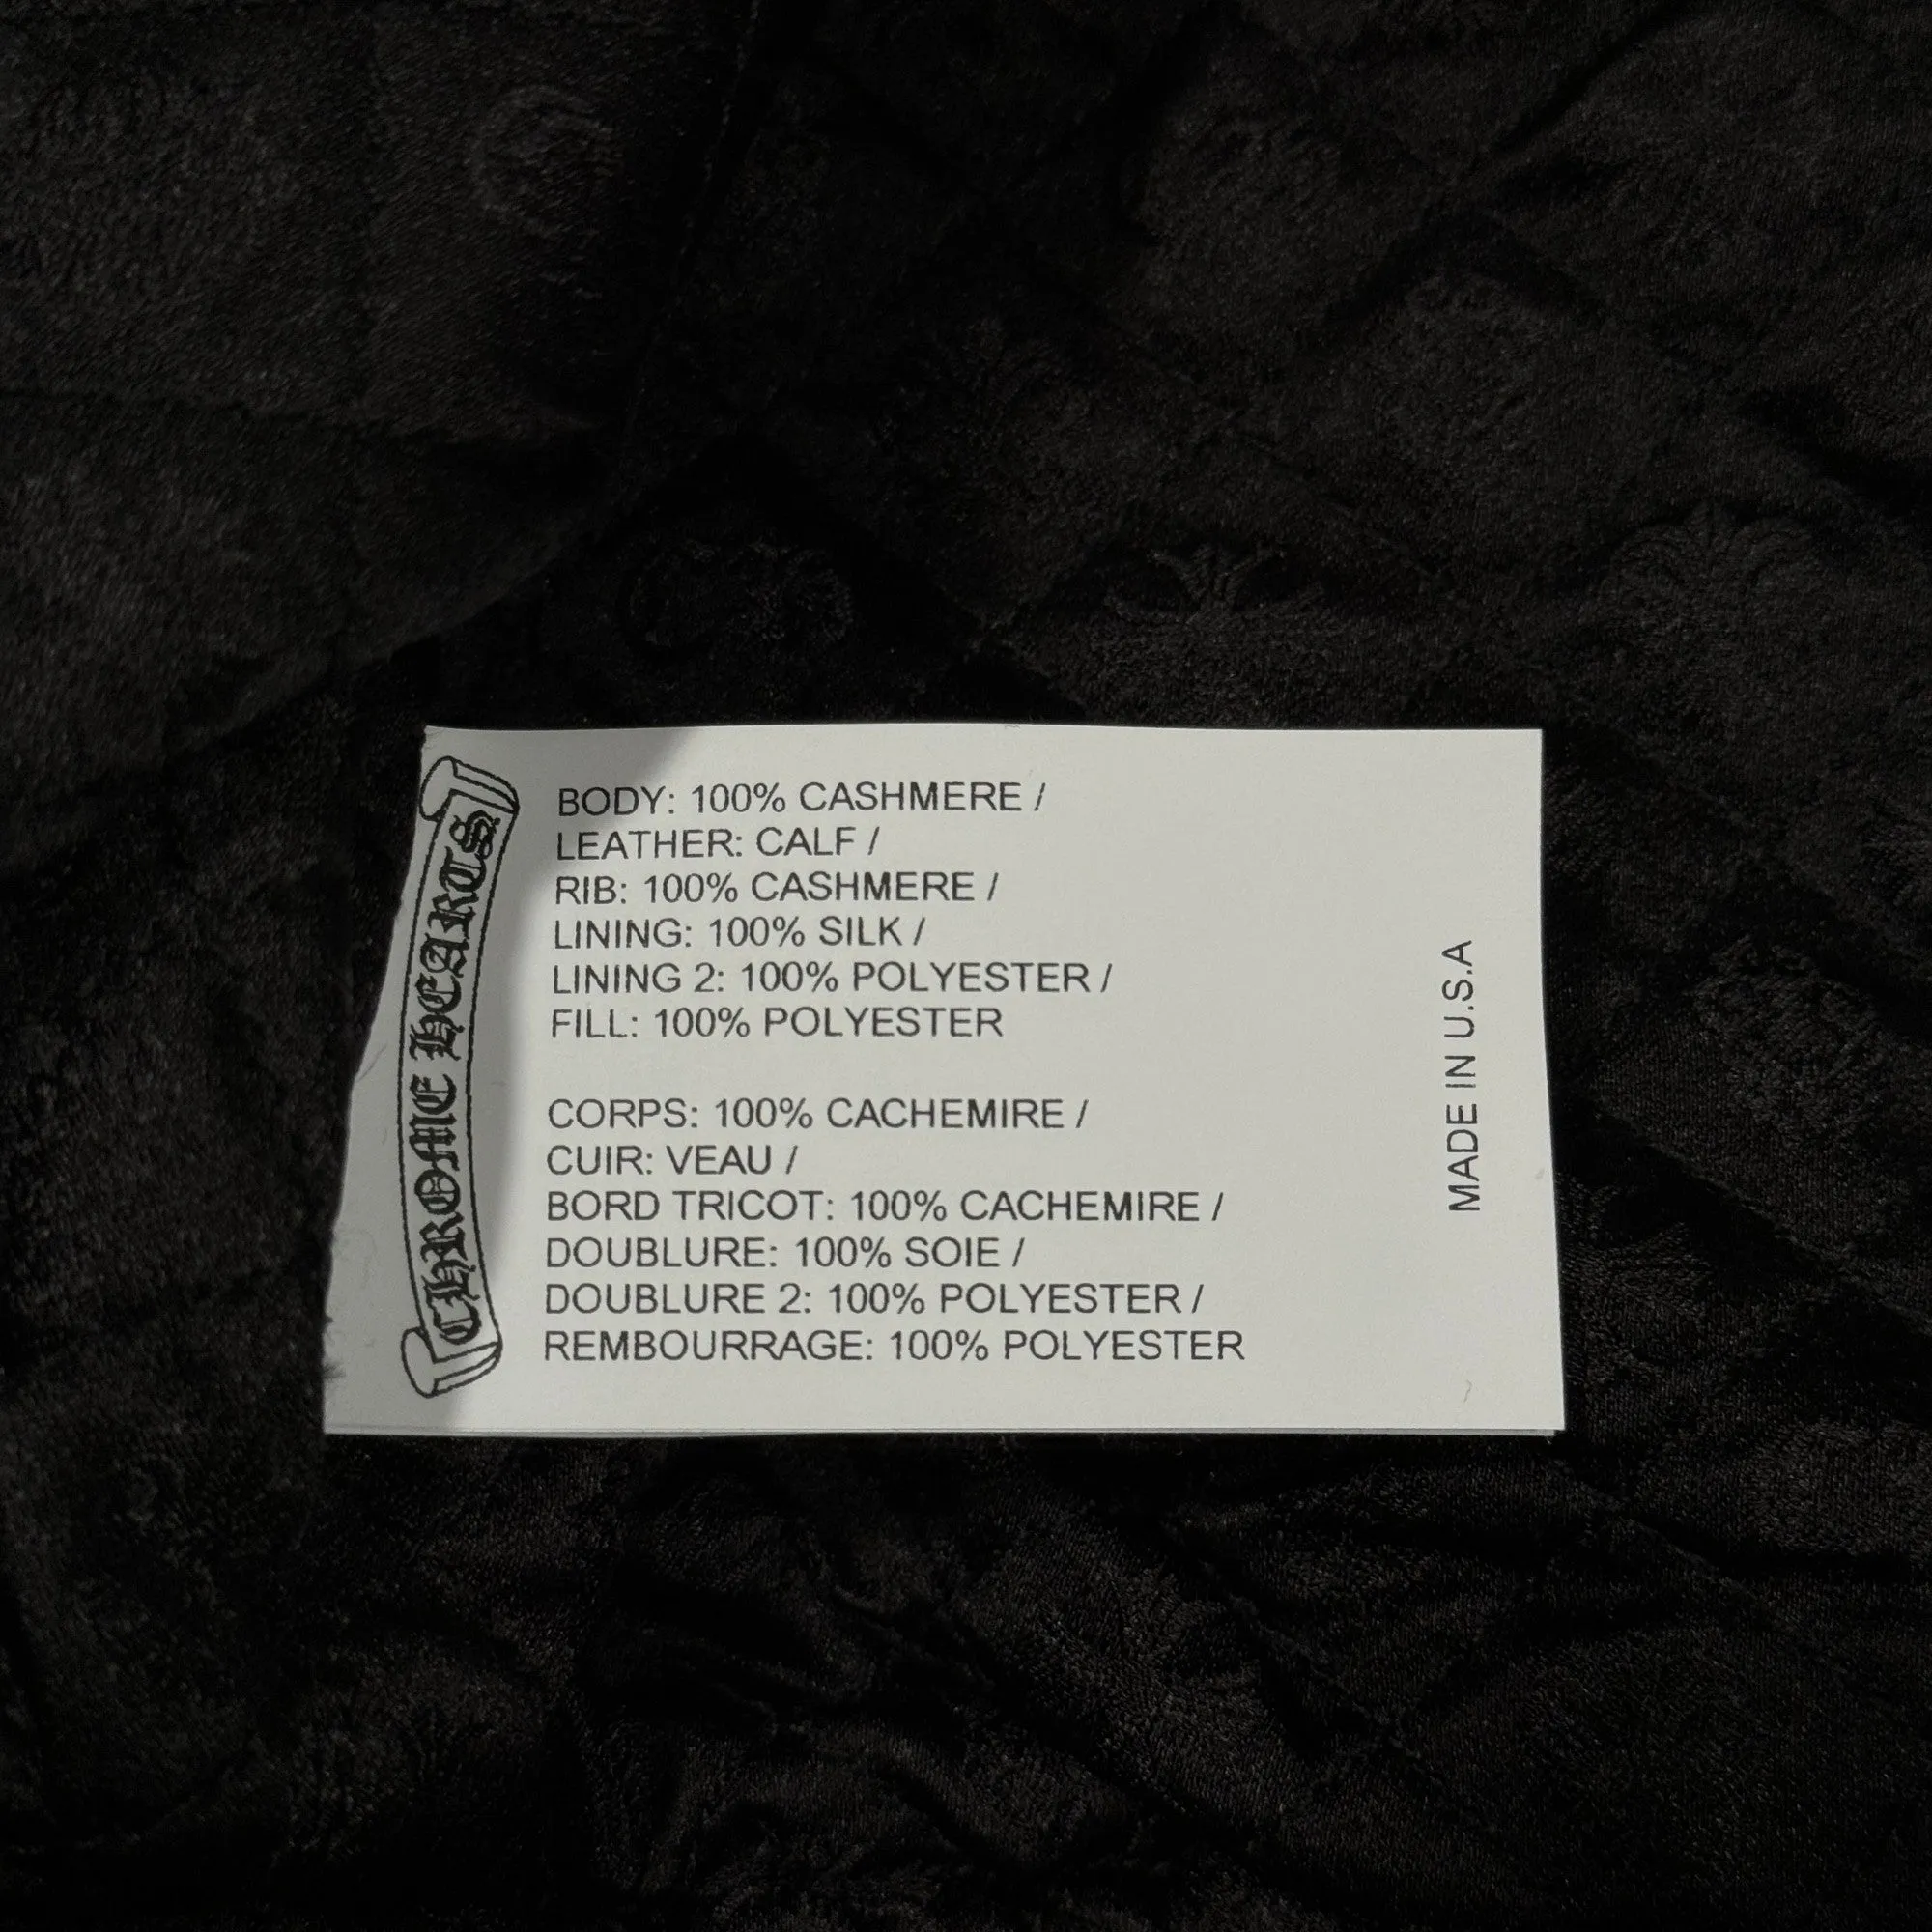 CHROME HEARTS
BODY: 100% CASHMERE /
LEATHER: CALF /
RIB: 100% CASHMERE /
LINING: 100% SILK /
LINING 2: 100% POLYESTER /
FILL: 100% POLYESTER
CORPS: 100% CACHEMIRE /
CUIR: VEAU /
BORD TRICOT: 100% CACHEMIRE /
DOUBLURE: 100% SOIE /
DOUBLURE 2: 100% POLYESTER /
REMBOURRAGE: 100% POLYESTER
MADE IN U.S.A